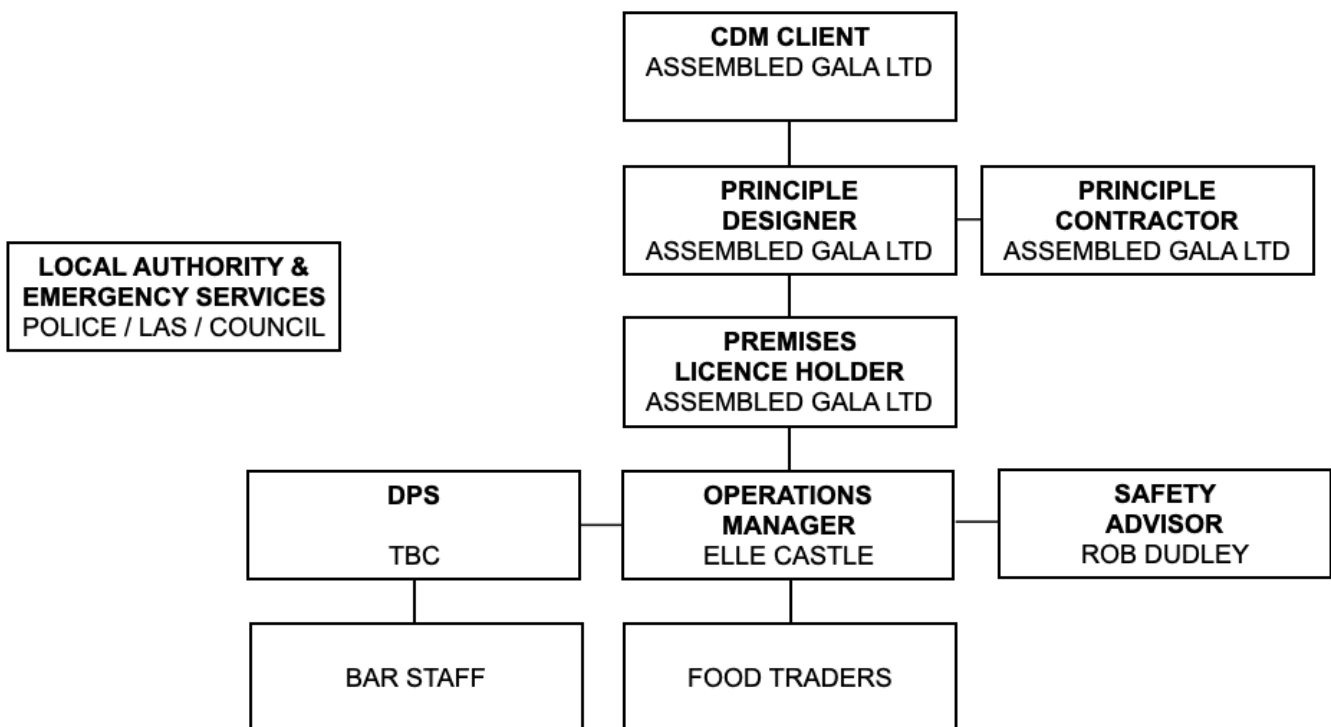 CDM CLIENT
ASSEMBLED GALA LTD
PRINCIPLE
DESIGNER
ASSEMBLED GALA LTD
PRINCIPLE
CONTRACTOR
ASSEMBLED GALA LTD
LOCAL AUTHORITY &
EMERGENCY SERVICES
POLICE / LAS / COUNCIL
PREMISES
LICENCE HOLDER
ASSEMBLED GALA LTD
DPS
TBC
OPERATIONS
MANAGER
ELLE CASTLE
SAFETY
ADVISOR
ROB DUDLEY
BAR STAFF
FOOD TRADERS